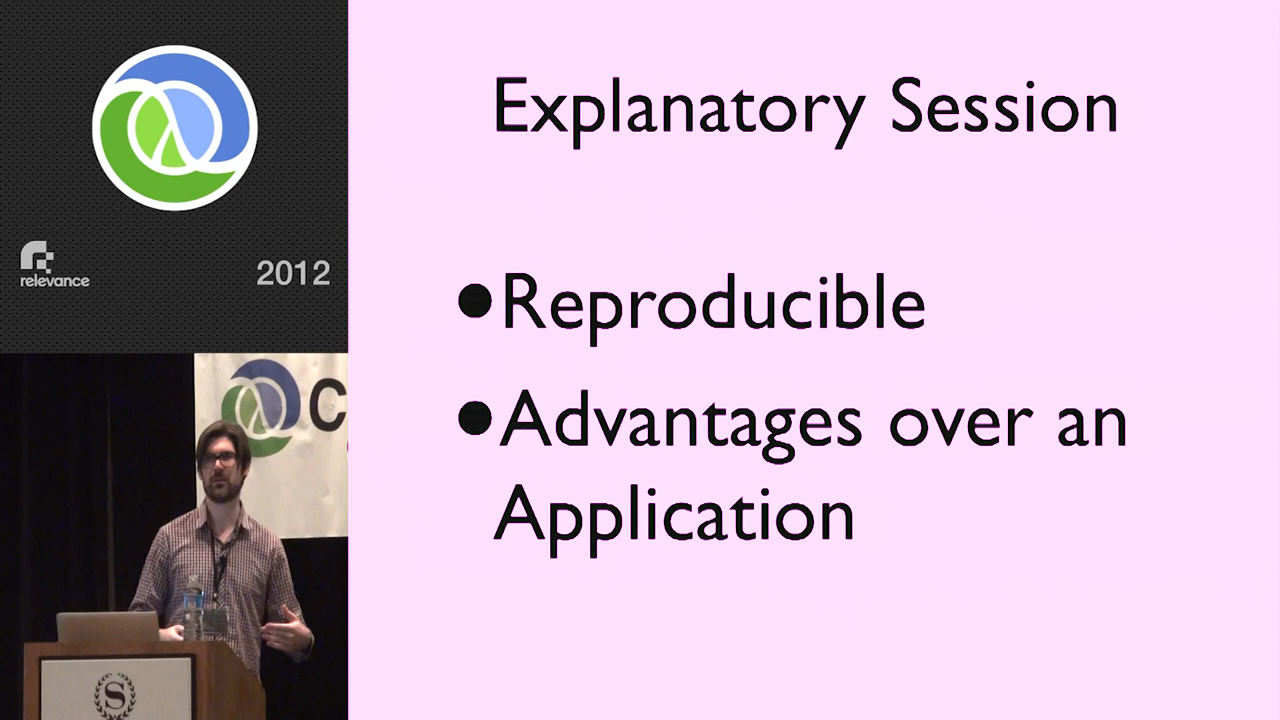 relevance
2012
C
S
Explanatory Session
•Reproducible
•Advantages over an
Application